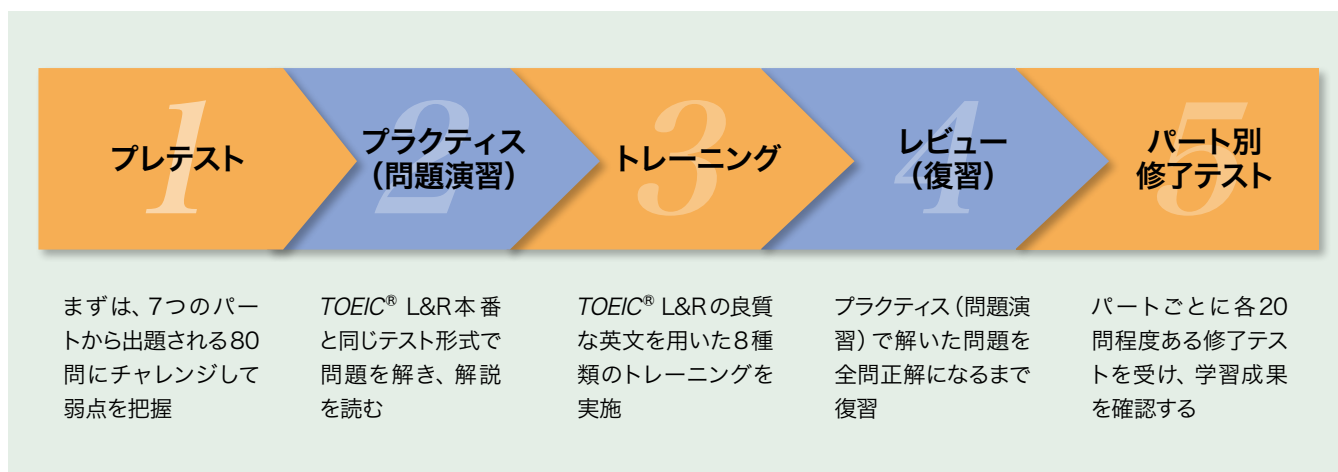 1
プレテスト
2
プラクティス
（問題演習）
3
トレーニング
4
レビュー
（復習）
5
パート別
修了テスト
まずは、7つのパー
トから出題される80
問にチャレンジして
弱点を把握
TOEIC® L&R本番
と同じテスト形式で
問題を解き、解説
を読む
TOEIC® L&Rの良質
な英文を用いた8種
類のトレーニングを
実施
プラクティス（問題演
習）で解いた問題を
全問正解になるまで
復習
パートごとに各20
問程度ある修了テス
トを受け、学習成果
を確認する